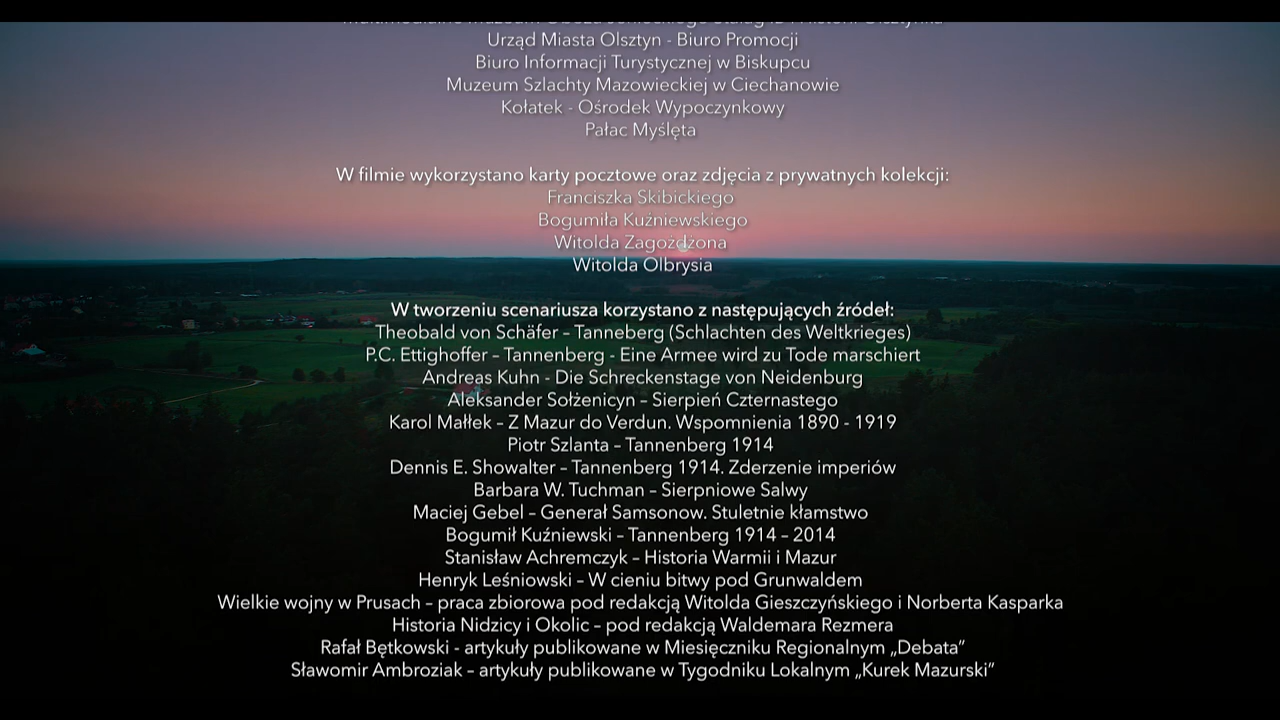 Urząd Miasta Olsztyn - Biuro Promocji
Biuro Informacji Turystycznej w Biskupcu
Muzeum Szlachty Mazowieckiej w Ciechanowie
Kołatek - Ośrodek Wypoczynkowy
Pałac Myślęta
W filmie wykorzystano karty pocztowe oraz zdjęcia z prywatnych kolekcji:
Franciszka Skibickiego
Bogumiła Kuźniewskiego
Witolda Zagożdżona
Witolda Olbrysia
W tworzeniu scenariusza korzystano z następujących źródeł:
Theobald von Schäfer – Tanneberg (Schlachten des Weltkrieges)
P.C. Ettighoffer – Tannenberg - Eine Armee wird zu Tode marschiert
Andreas Kuhn - Die Schreckenstage von Neidenburg
Aleksander Sołżenicyn – Sierpień Czternastego
Karol Małłek – Z Mazur do Verdun. Wspomnienia 1890 - 1919
Piotr Szlanta – Tannenberg 1914
Dennis E. Showalter – Tannenberg 1914. Zderzenie imperiów
Barbara W. Tuchman – Sierpniowe Salwy
Maciej Gebel – Generał Samsonow. Stuletnie kłamstwo
Bogumił Kuźniewski – Tannenberg 1914 – 2014
Stanisław Achremczyk – Historia Warmii i Mazur
Henryk Leśniowski – W cieniu bitwy pod Grunwaldem
Wielkie wojny w Prusach – praca zbiorowa pod redakcją Witolda Gieszczyńskiego i Norberta Kasparka
Historia Nidzicy i Okolic – pod redakcją Waldemara Rezmera
Rafał Bętkowski - artykuły publikowane w Miesięczniku Regionalnym „Debata”
Sławomir Ambroziak – artykuły publikowane w Tygodniku Lokalnym „Kurek Mazurski”